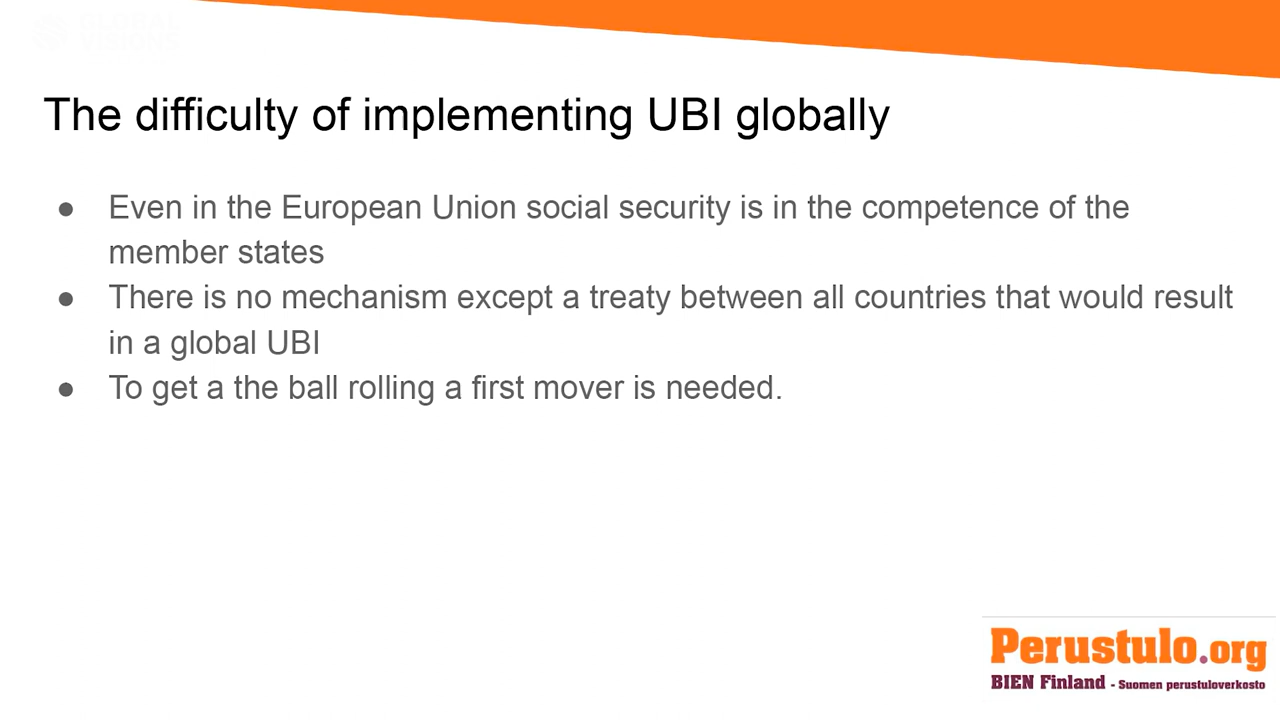 GLOBAL
VISIONS
The difficulty of implementing UBI globally
● Even in the European Union social security is in the competence of the
member states
● There is no mechanism except a treaty between all countries that would result
in a global UBI
● To get a the ball rolling a first mover is needed.
Perustulo.org
BIEN Finland - Suomen perustuloverkosto